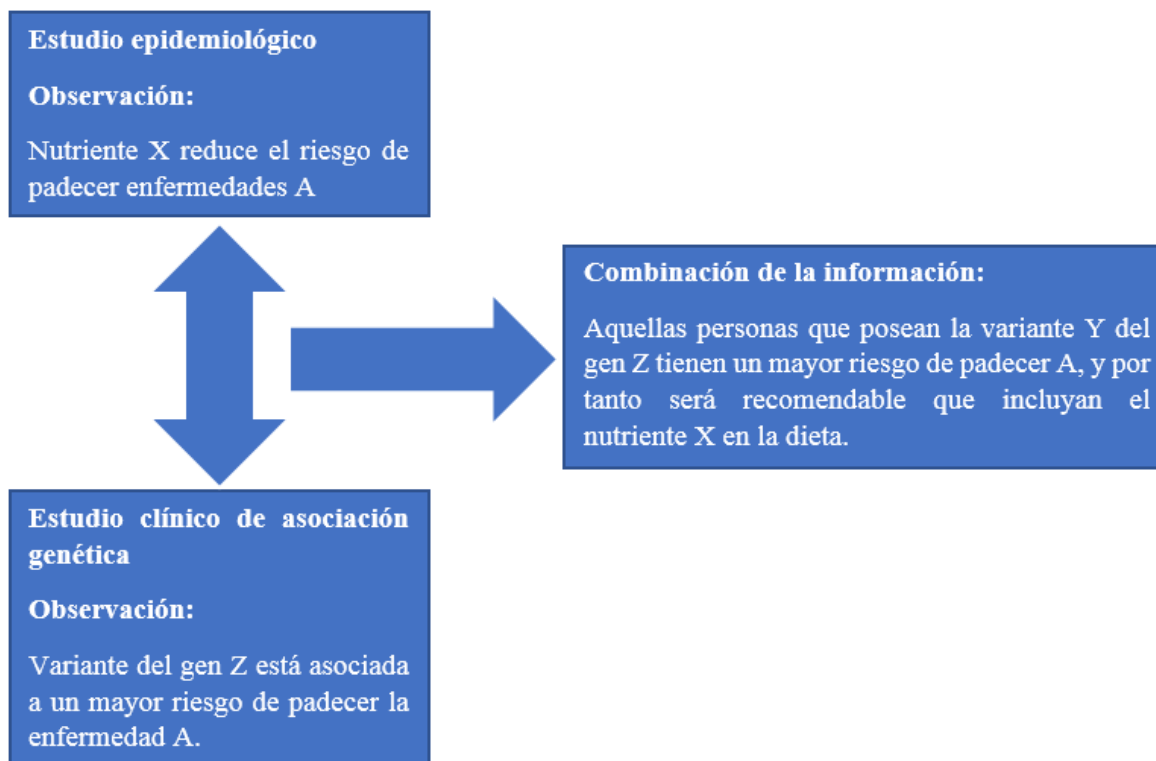 Estudio epidemiológico
Observación:
Nutriente X reduce el riesgo de
padecer enfermedades A
Combinación de la información:
Aquellas personas que posean la variante Y del
gen Z tienen un mayor riesgo de padecer A, y por
tanto será recomendable que incluyan el
nutriente X en la dieta.
Estudio clínico de asociación
genética
Observación:
Variante del gen Z está asociada
a un mayor riesgo de padecer la
enfermedad A.